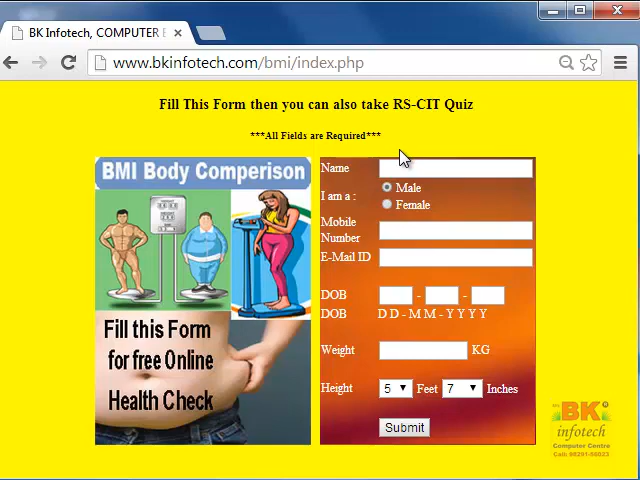 BK Infotech, COMPUTER E
www.bkinfotech.com/bmi/index.php
Fill This Form then you can also take RS-CIT Quiz
***All Fields are Required***
BMI Body Comperison
Fill this Form
for free Online
Health Check
Name
I am a :
Male
Female
Mobile
Number
E-Mail ID
DOB - -
DOB D D - M M - Y Y Y Y
Weight KG
Height 5 Feet 7 Inches
Submit
BK
infotech
Computer Centre